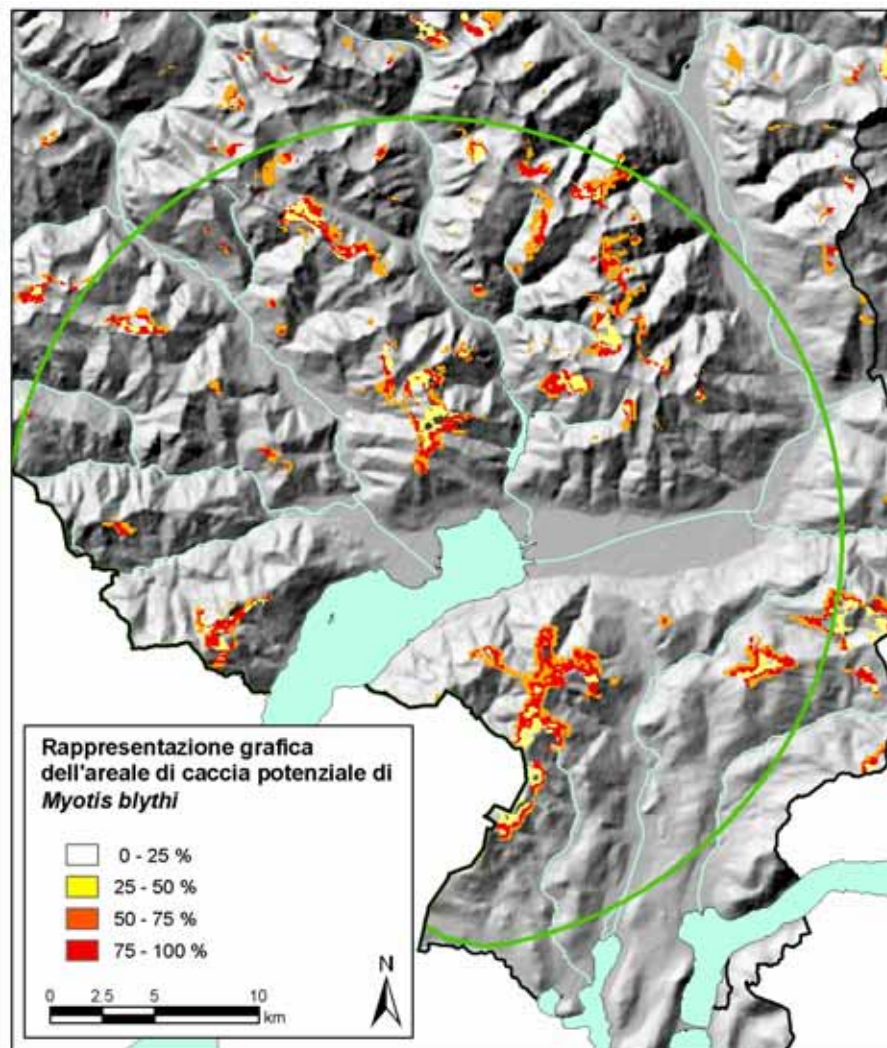 Rappresentazione grafica
dell'areale di caccia potenziale di
Myotis blythi
0 - 25 %
25 - 50 %
50 - 75 %
75 - 100 %
N
0 2.5 5 10
km